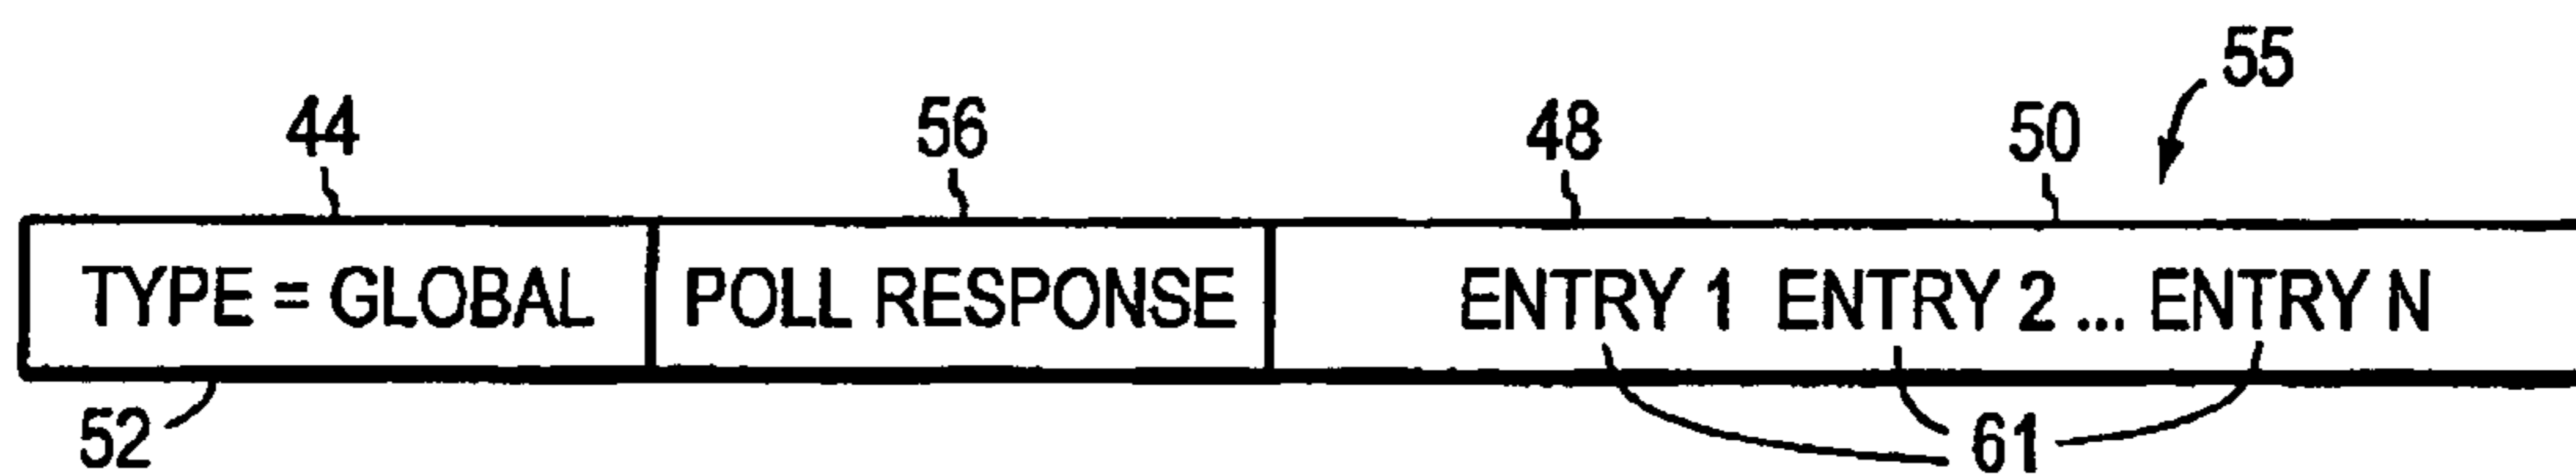 55
44 56 48 50
TYPE = GLOBAL POLL RESPONSE ENTRY 1 ENTRY 2 ... ENTRY N
52 61